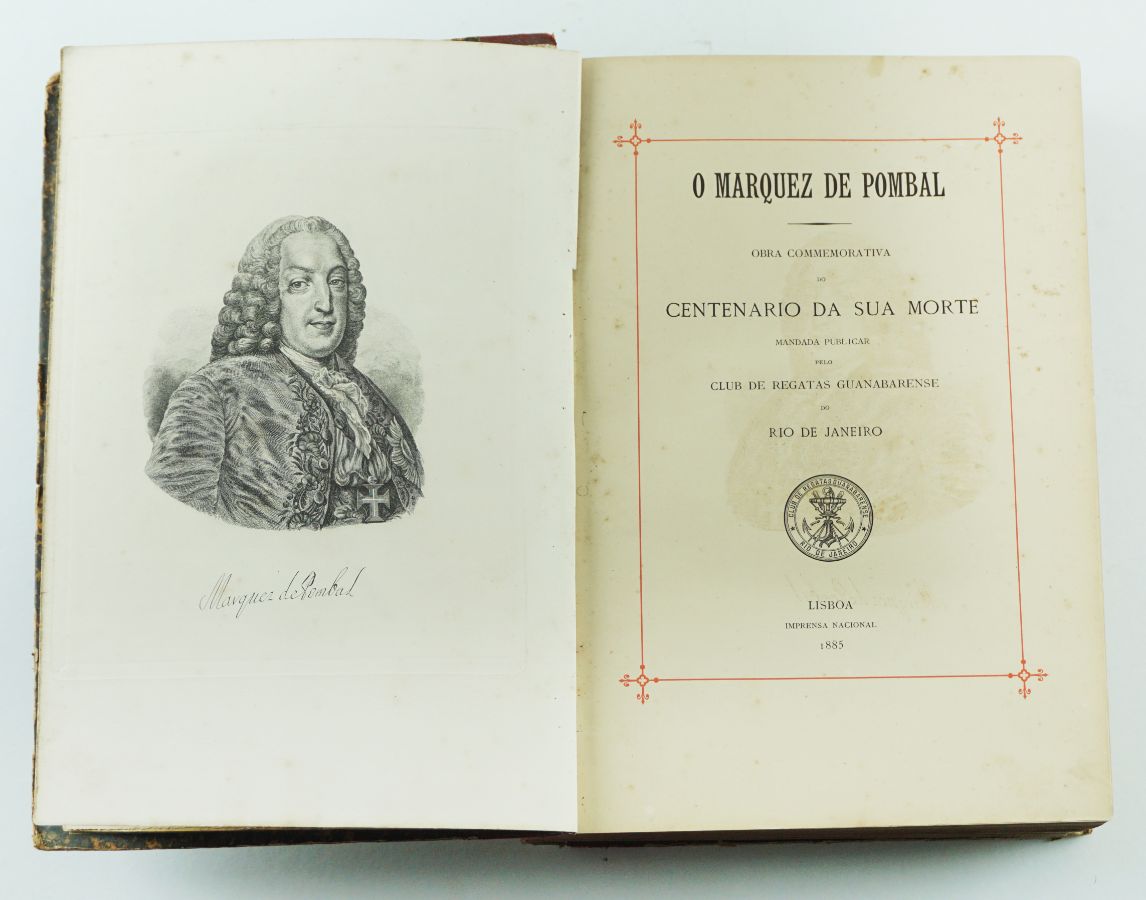 Marquez de Pombal
O MARQUEZ DE POMBAL
OBRA COMMEMORATIVA
DO
CENTENARIO DA SUA MORTE
MANDADA PUBLICAR
PELO
CLUB DE REGATAS GUANABARENSE
DO
RIO DE JANEIRO
CLUB DE REGATAS GUANABARENSE
RIO DE JANEIRO
LISBOA
IMPRENSA NACIONAL
1885